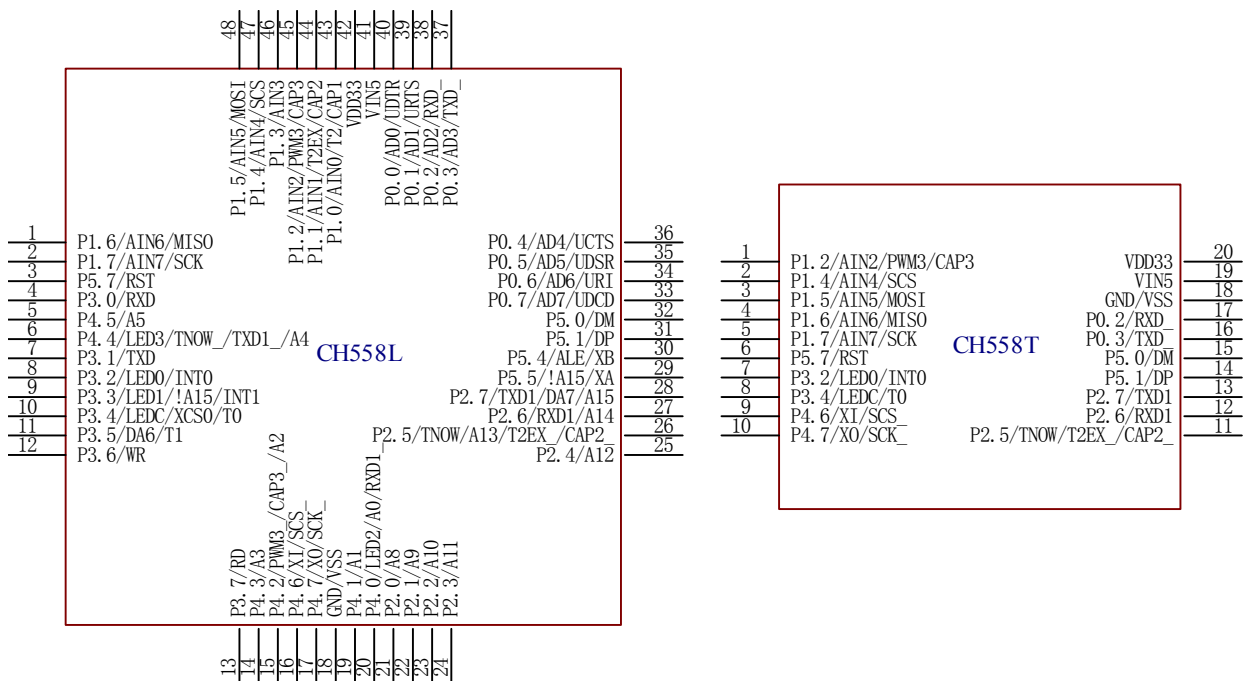 48 47 46 45 44 43 42 41 40 39 38 37
P1.5/AIN5/MOSI
P1.4/AIN4/SCS
P1.3/AIN3
P1.2/AIN2/PWM3/CAP3
P1.1/AIN1/T2EX/CAP2
P1.0/AIN0/T2/CAP1
VDD33
VIN5
P0.0/AD0/UDTR
P0.1/AD1/URTS
P0.2/AD2/RXD_
P0.3/AD3/TXD_
1 P1.6/AIN6/MISO
2 P1.7/AIN7/SCK
3 P5.7/RST
4 P3.0/RXD
5 P4.5/A5
6 P4.4/LED3/TNOW_/TXD1_/A4
7 P3.1/TXD
8 P3.2/LED0/INT0
9 P3.3/LED1/!A15/INT1
10 P3.4/LEDC/XCS0/T0
11 P3.5/DA6/T1
12 P3.6/WR
CH558L
P0.4/AD4/UCTS 36
P0.5/AD5/UDSR 35
P0.6/AD6/URI 34
P0.7/AD7/UDCD 33
P5.0/DM 32
P5.1/DP 31
P5.4/ALE/XB 30
P5.5/!A15/XA 29
P2.7/TXD1/DA7/A15 28
P2.6/RXD1/A14 27
P2.5/TNOW/A13/T2EX_/CAP2_ 26
P2.4/A12 25
P3.7/RD
P4.3/A3
P4.2/PWM3_/CAP3_/A2
P4.6/XI/SCS_
P4.7/XO/SCK_
GND/VSS
P4.1/A1
P4.0/LED2/A0/RXD1_
P2.0/A8
P2.1/A9
P2.2/A10
P2.3/A11
13 14 15 16 17 18 19 20 21 22 23 24
1 P1.2/AIN2/PWM3/CAP3
2 P1.4/AIN4/SCS
3 P1.5/AIN5/MOSI
4 P1.6/AIN6/MISO
5 P1.7/AIN7/SCK
6 P5.7/RST
7 P3.2/LED0/INT0
8 P3.4/LEDC/T0
9 P4.6/XI/SCS_
10 P4.7/XO/SCK_
CH558T
VDD33 20
VIN5 19
GND/VSS 18
P0.2/RXD_ 17
P0.3/TXD_ 16
P5.0/DM 15
P5.1/DP 14
P2.7/TXD1 13
P2.6/RXD1 12
P2.5/TNOW/T2EX_/CAP2_ 11